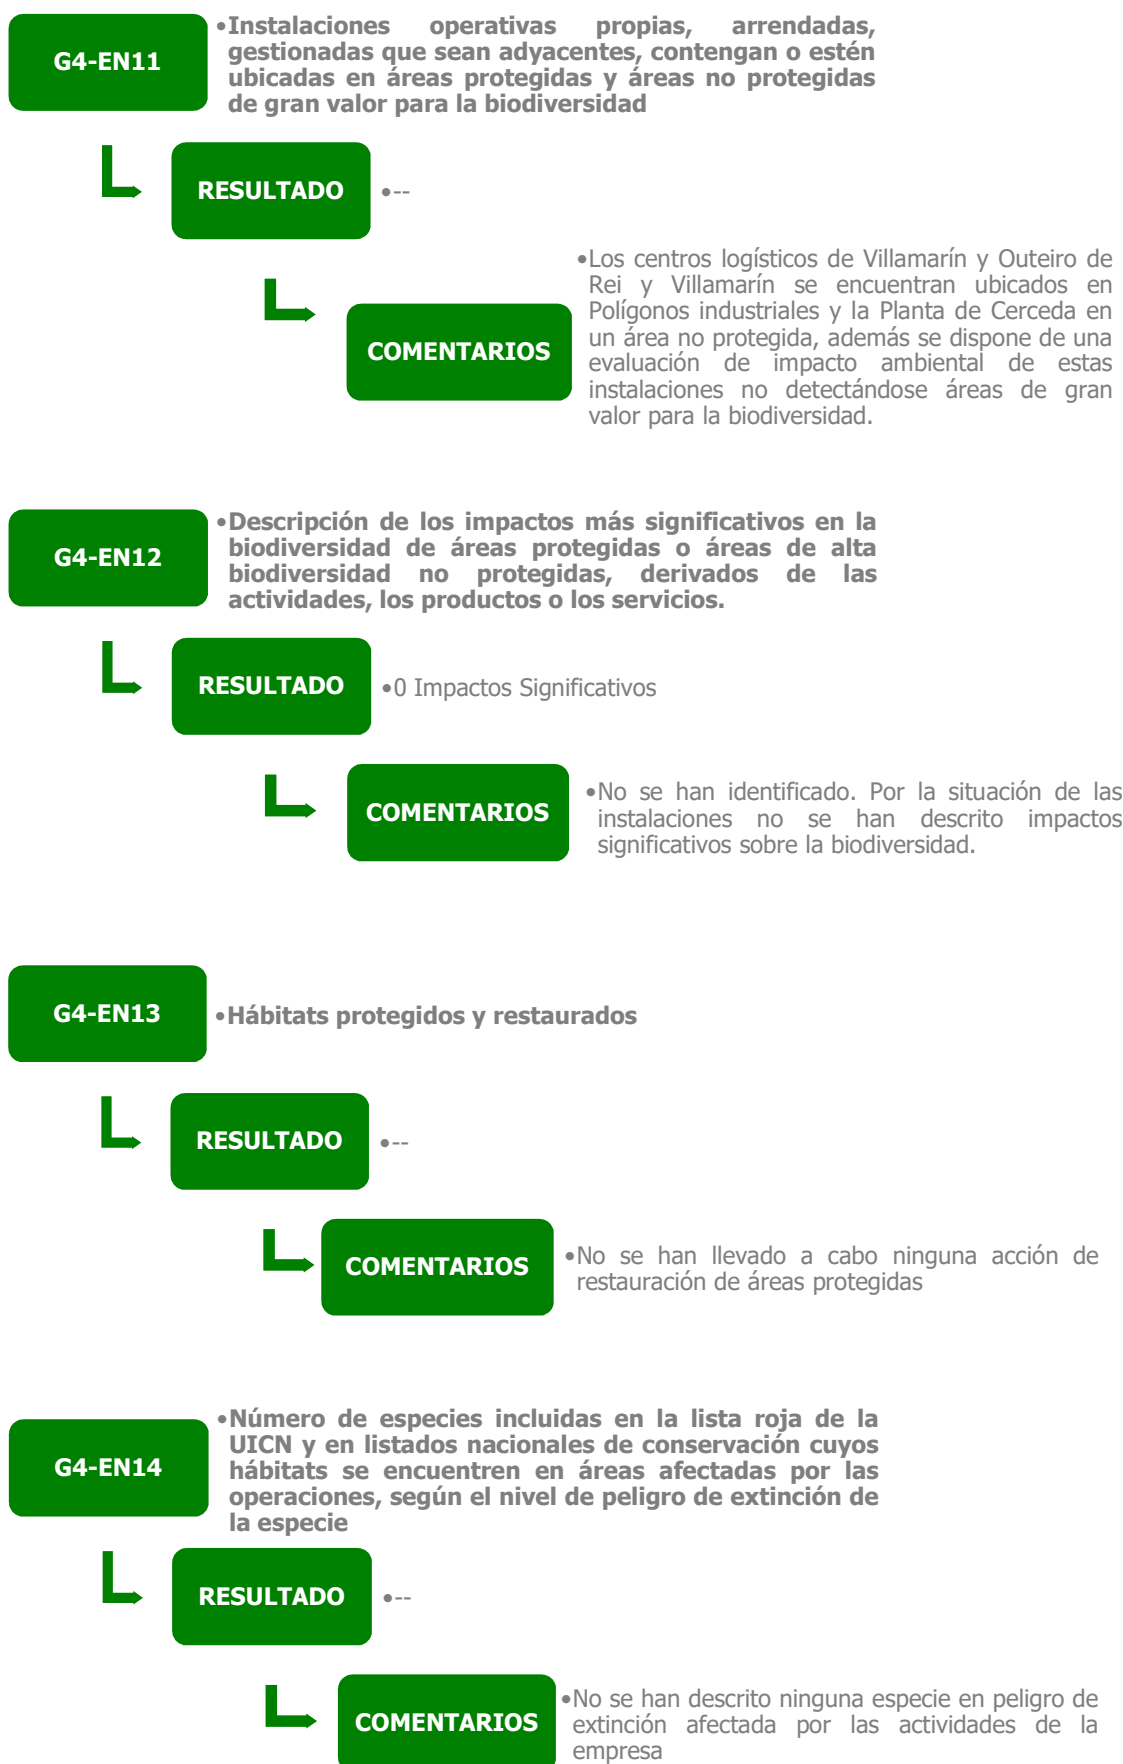 G4-EN11
•Instalaciones operativas propias, arrendadas,
gestionadas que sean adyacentes, contengan o estén
ubicadas en áreas protegidas y áreas no protegidas
de gran valor para la biodiversidad
RESULTADO
•--
COMENTARIOS
•Los centros logísticos de Villamarín y Outeiro de
Rei y Villamarín se encuentran ubicados en
Polígonos industriales y la Planta de Cerceda en
un área no protegida, además se dispone de una
evaluación de impacto ambiental de estas
instalaciones no detectándose áreas de gran
valor para la biodiversidad.
G4-EN12
•Descripción de los impactos más significativos en la
biodiversidad de áreas protegidas o áreas de alta
biodiversidad no protegidas, derivados de las
actividades, los productos o los servicios.
RESULTADO
•0 Impactos Significativos
COMENTARIOS
•No se han identificado. Por la situación de las
instalaciones no se han descrito impactos
significativos sobre la biodiversidad.
G4-EN13
•Hábitats protegidos y restaurados
RESULTADO
•--
COMENTARIOS
•No se han llevado a cabo ninguna acción de
restauración de áreas protegidas
G4-EN14
•Número de especies incluidas en la lista roja de la
UICN y en listados nacionales de conservación cuyos
hábitats se encuentren en áreas afectadas por las
operaciones, según el nivel de peligro de extinción de
la especie
RESULTADO
•--
COMENTARIOS
•No se han descrito ninguna especie en peligro de
extinción afectada por las actividades de la
empresa